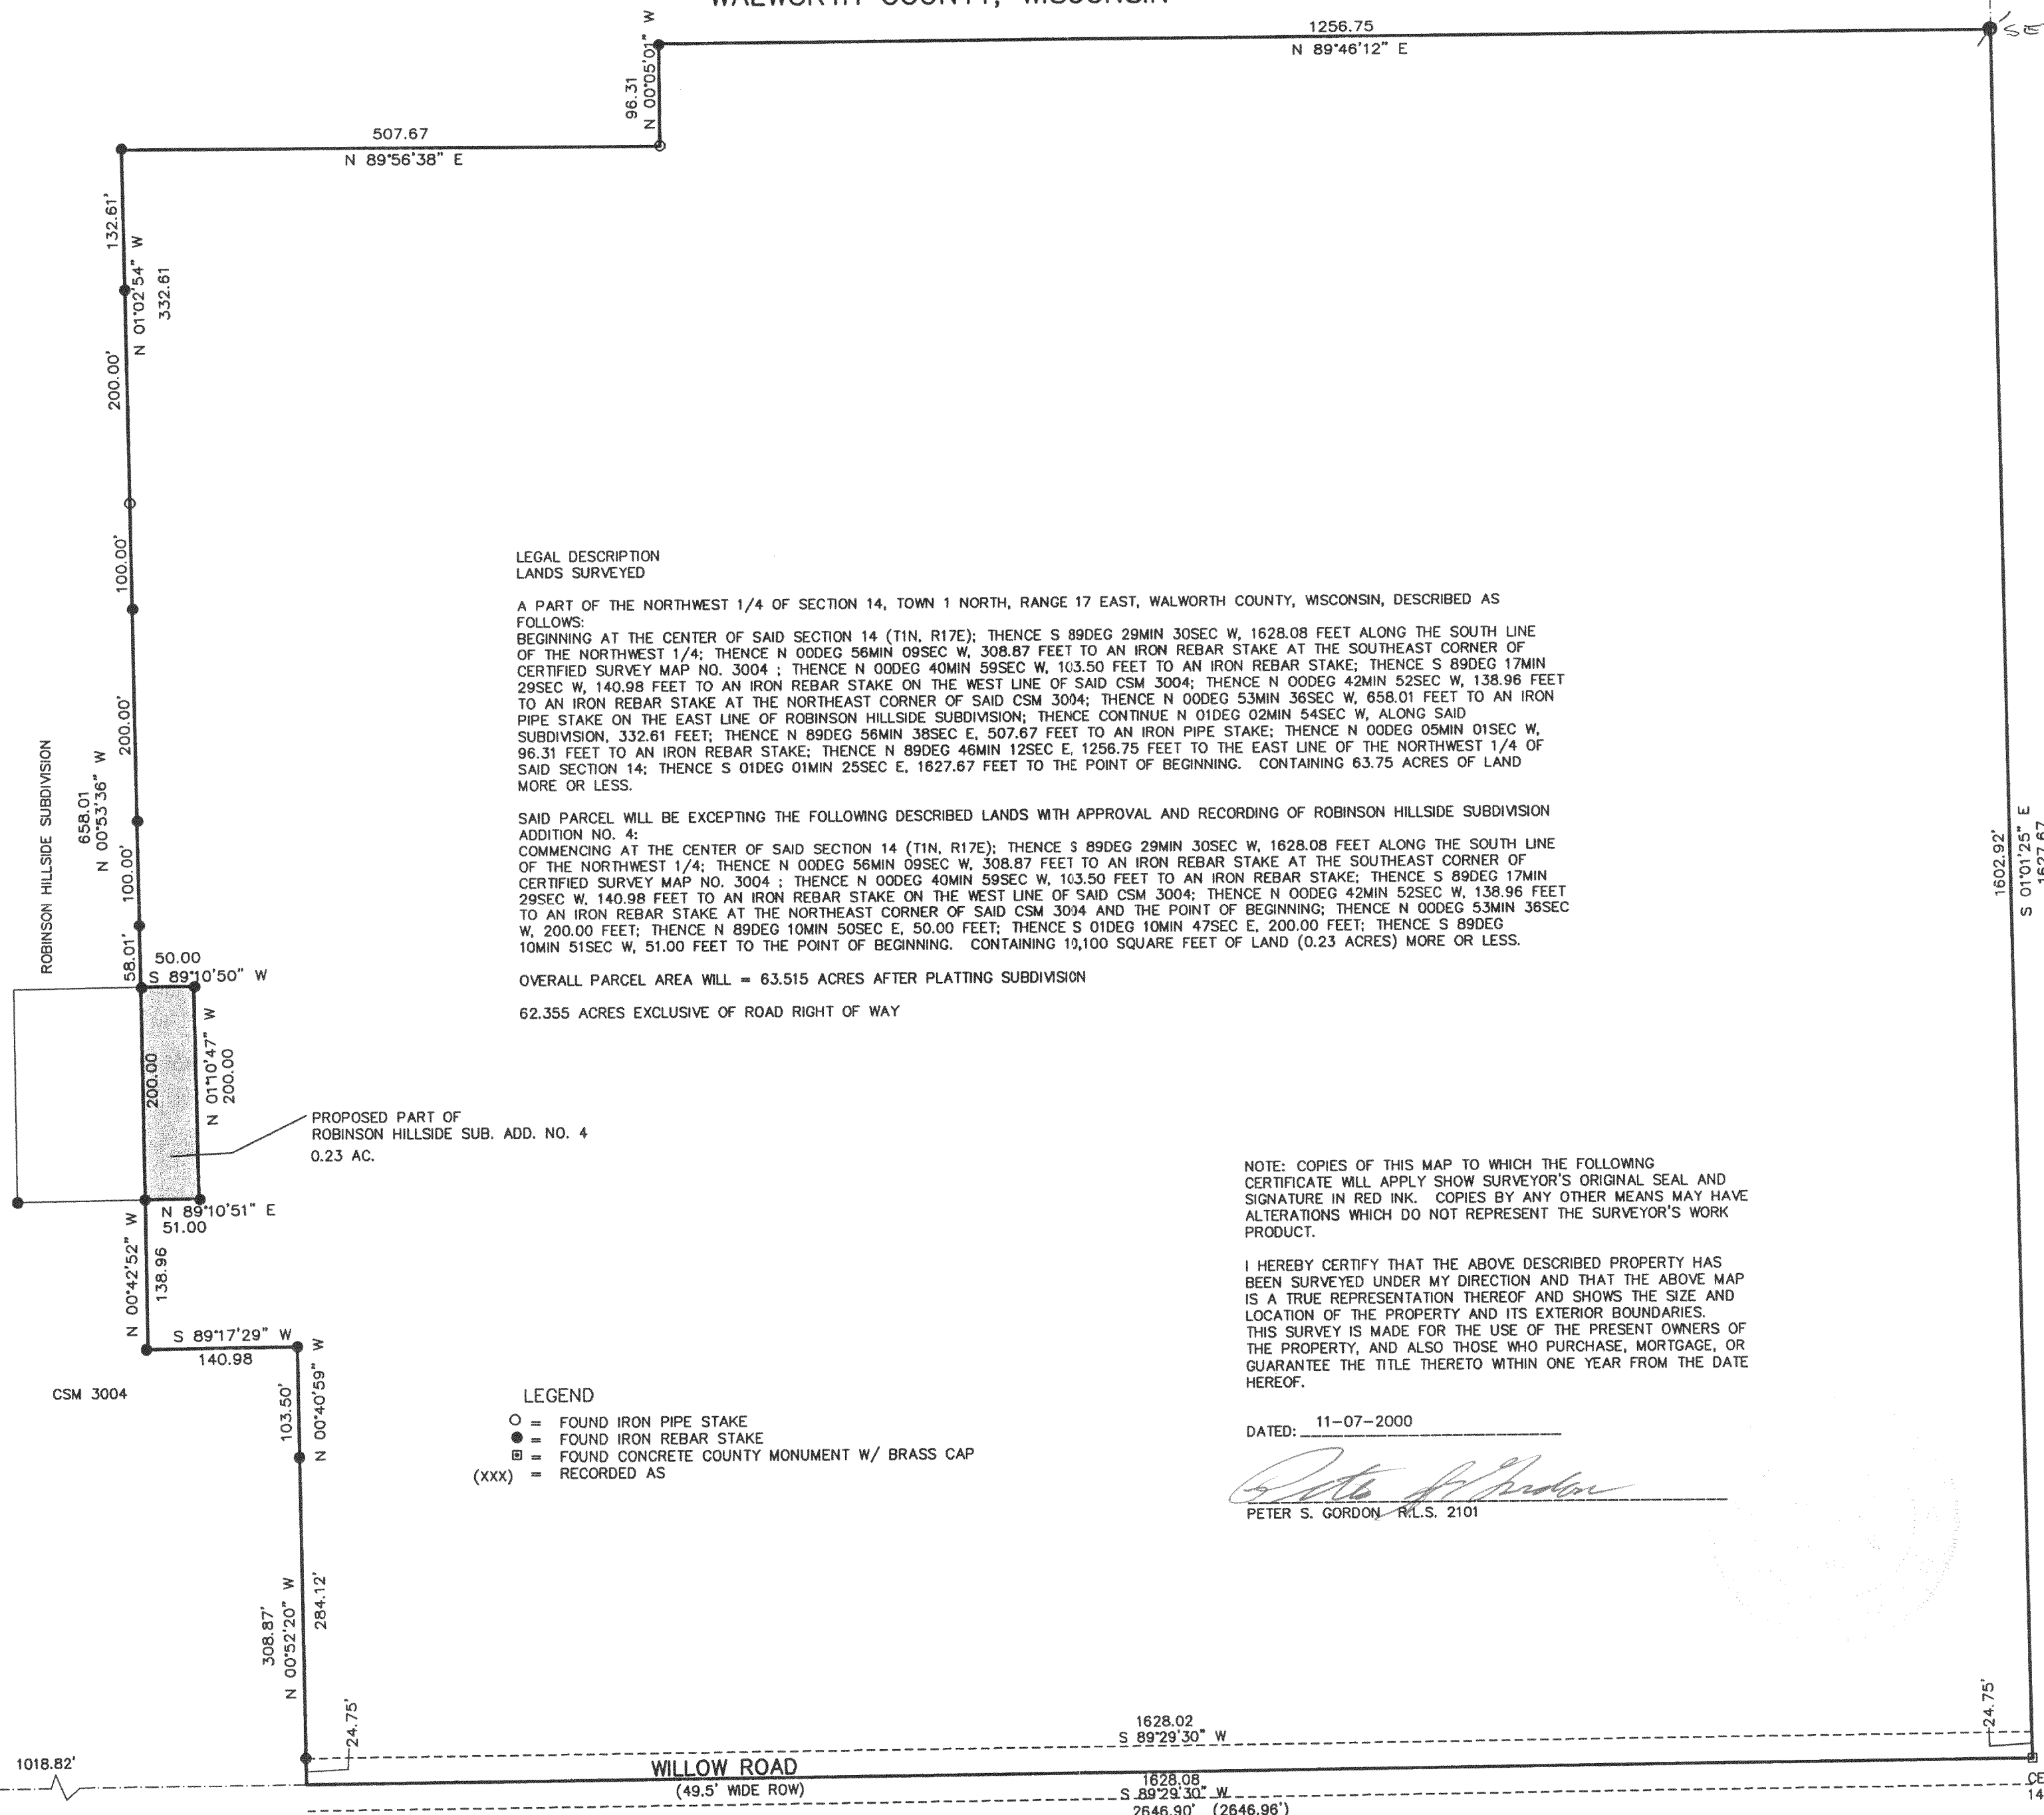 WALWORTH COUNTY, WISCONSIN
1256.75
N 89°46'12" E
SE
96.31
N 00°05'01" W
507.67
N 89°56'38" E
132.61'
N 01°02'54" W
332.61
200.00'
100.00'
200.00'
ROBINSON HILLSIDE SUBDIVISION
658.01
N 00°53'36" W
100.00'
58.01'
50.00
S 89°10'50" W
200.00
N 01°10'47" W
200.00
PROPOSED PART OF
ROBINSON HILLSIDE SUB. ADD. NO. 4
0.23 AC.
N 89°10'51" E
51.00
N 00°42'52" W
138.96
S 89°17'29" W
140.98
CSM 3004
103.50'
N 00°40'59" W
308.87'
N 00°52'20" W
284.12'
24.75'
LEGAL DESCRIPTION
LANDS SURVEYED
A PART OF THE NORTHWEST 1/4 OF SECTION 14, TOWN 1 NORTH, RANGE 17 EAST, WALWORTH COUNTY, WISCONSIN, DESCRIBED AS
FOLLOWS:
BEGINNING AT THE CENTER OF SAID SECTION 14 (T1N, R17E); THENCE S 89DEG 29MIN 30SEC W, 1628.08 FEET ALONG THE SOUTH LINE
OF THE NORTHWEST 1/4; THENCE N 00DEG 56MIN 09SEC W, 308.87 FEET TO AN IRON REBAR STAKE AT THE SOUTHEAST CORNER OF
CERTIFIED SURVEY MAP NO. 3004 ; THENCE N 00DEG 40MIN 59SEC W, 103.50 FEET TO AN IRON REBAR STAKE; THENCE S 89DEG 17MIN
29SEC W, 140.98 FEET TO AN IRON REBAR STAKE ON THE WEST LINE OF SAID CSM 3004; THENCE N 00DEG 42MIN 52SEC W, 138.96 FEET
TO AN IRON REBAR STAKE AT THE NORTHEAST CORNER OF SAID CSM 3004; THENCE N 00DEG 53MIN 36SEC W, 658.01 FEET TO AN IRON
PIPE STAKE ON THE EAST LINE OF ROBINSON HILLSIDE SUBDIVISION; THENCE CONTINUE N 01DEG 02MIN 54SEC W, ALONG SAID
SUBDIVISION, 332.61 FEET; THENCE N 89DEG 56MIN 38SEC E, 507.67 FEET TO AN IRON PIPE STAKE; THENCE N 00DEG 05MIN 01SEC W,
96.31 FEET TO AN IRON REBAR STAKE; THENCE N 89DEG 46MIN 12SEC E, 1256.75 FEET TO THE EAST LINE OF THE NORTHWEST 1/4 OF
SAID SECTION 14; THENCE S 01DEG 01MIN 25SEC E, 1627.67 FEET TO THE POINT OF BEGINNING. CONTAINING 63.75 ACRES OF LAND
MORE OR LESS.
SAID PARCEL WILL BE EXCEPTING THE FOLLOWING DESCRIBED LANDS WITH APPROVAL AND RECORDING OF ROBINSON HILLSIDE SUBDIVISION
ADDITION NO. 4:
COMMENCING AT THE CENTER OF SAID SECTION 14 (T1N, R17E); THENCE S 89DEG 29MIN 30SEC W, 1628.08 FEET ALONG THE SOUTH LINE
OF THE NORTHWEST 1/4; THENCE N 00DEG 56MIN 09SEC W, 308.87 FEET TO AN IRON REBAR STAKE AT THE SOUTHEAST CORNER OF
CERTIFIED SURVEY MAP NO. 3004 ; THENCE N 00DEG 40MIN 59SEC W, 103.50 FEET TO AN IRON REBAR STAKE; THENCE S 89DEG 17MIN
29SEC W, 140.98 FEET TO AN IRON REBAR STAKE ON THE WEST LINE OF SAID CSM 3004; THENCE N 00DEG 42MIN 52SEC W, 138.96 FEET
TO AN IRON REBAR STAKE AT THE NORTHEAST CORNER OF SAID CSM 3004 AND THE POINT OF BEGINNING; THENCE N 00DEG 53MIN 36SEC
W, 200.00 FEET; THENCE N 89DEG 10MIN 50SEC E, 50.00 FEET; THENCE S 01DEG 10MIN 47SEC E, 200.00 FEET; THENCE S 89DEG
10MIN 51SEC W, 51.00 FEET TO THE POINT OF BEGINNING. CONTAINING 10,100 SQUARE FEET OF LAND (0.23 ACRES) MORE OR LESS.
OVERALL PARCEL AREA WILL = 63.515 ACRES AFTER PLATTING SUBDIVISION
62.355 ACRES EXCLUSIVE OF ROAD RIGHT OF WAY
1602.92'
S 01°01'25" E
1627.67
NOTE: COPIES OF THIS MAP TO WHICH THE FOLLOWING
CERTIFICATE WILL APPLY SHOW SURVEYOR'S ORIGINAL SEAL AND
SIGNATURE IN RED INK. COPIES BY ANY OTHER MEANS MAY HAVE
ALTERATIONS WHICH DO NOT REPRESENT THE SURVEYOR'S WORK
PRODUCT.
I HEREBY CERTIFY THAT THE ABOVE DESCRIBED PROPERTY HAS
BEEN SURVEYED UNDER MY DIRECTION AND THAT THE ABOVE MAP
IS A TRUE REPRESENTATION THEREOF AND SHOWS THE SIZE AND
LOCATION OF THE PROPERTY AND ITS EXTERIOR BOUNDARIES.
THIS SURVEY IS MADE FOR THE USE OF THE PRESENT OWNERS OF
THE PROPERTY, AND ALSO THOSE WHO PURCHASE, MORTGAGE, OR
GUARANTEE THE TITLE THERETO WITHIN ONE YEAR FROM THE DATE
HEREOF.
DATED: 11-07-2000
Peter S Gordon
PETER S. GORDON R.L.S. 2101
LEGEND
O = FOUND IRON PIPE STAKE
● = FOUND IRON REBAR STAKE
= FOUND CONCRETE COUNTY MONUMENT W/ BRASS CAP
(XXX) = RECORDED AS
24.75'
1628.02
S 89°29'30" W
1018.82'
WILLOW ROAD
(49.5' WIDE ROW)
1628.08
S 89°29'30" W
2646.90' (2646.96')
CE
14